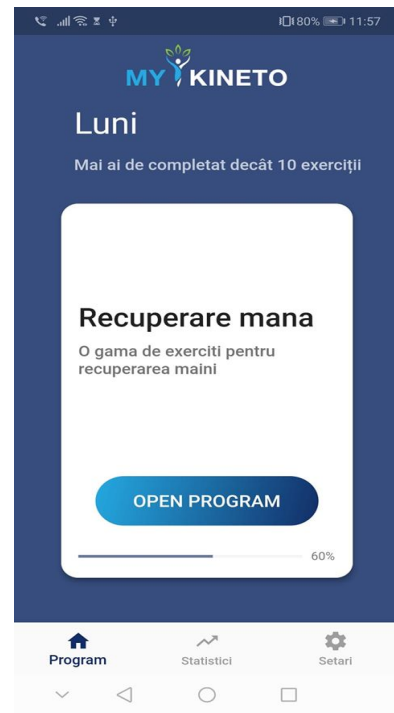 80% 11:57
MY KINETO
Luni
Mai ai de completat decât 10 exerciții
Recuperare mana
O gama de exerciti pentru
recuperarea maini
OPEN PROGRAM
60%
Program Statistici Setari